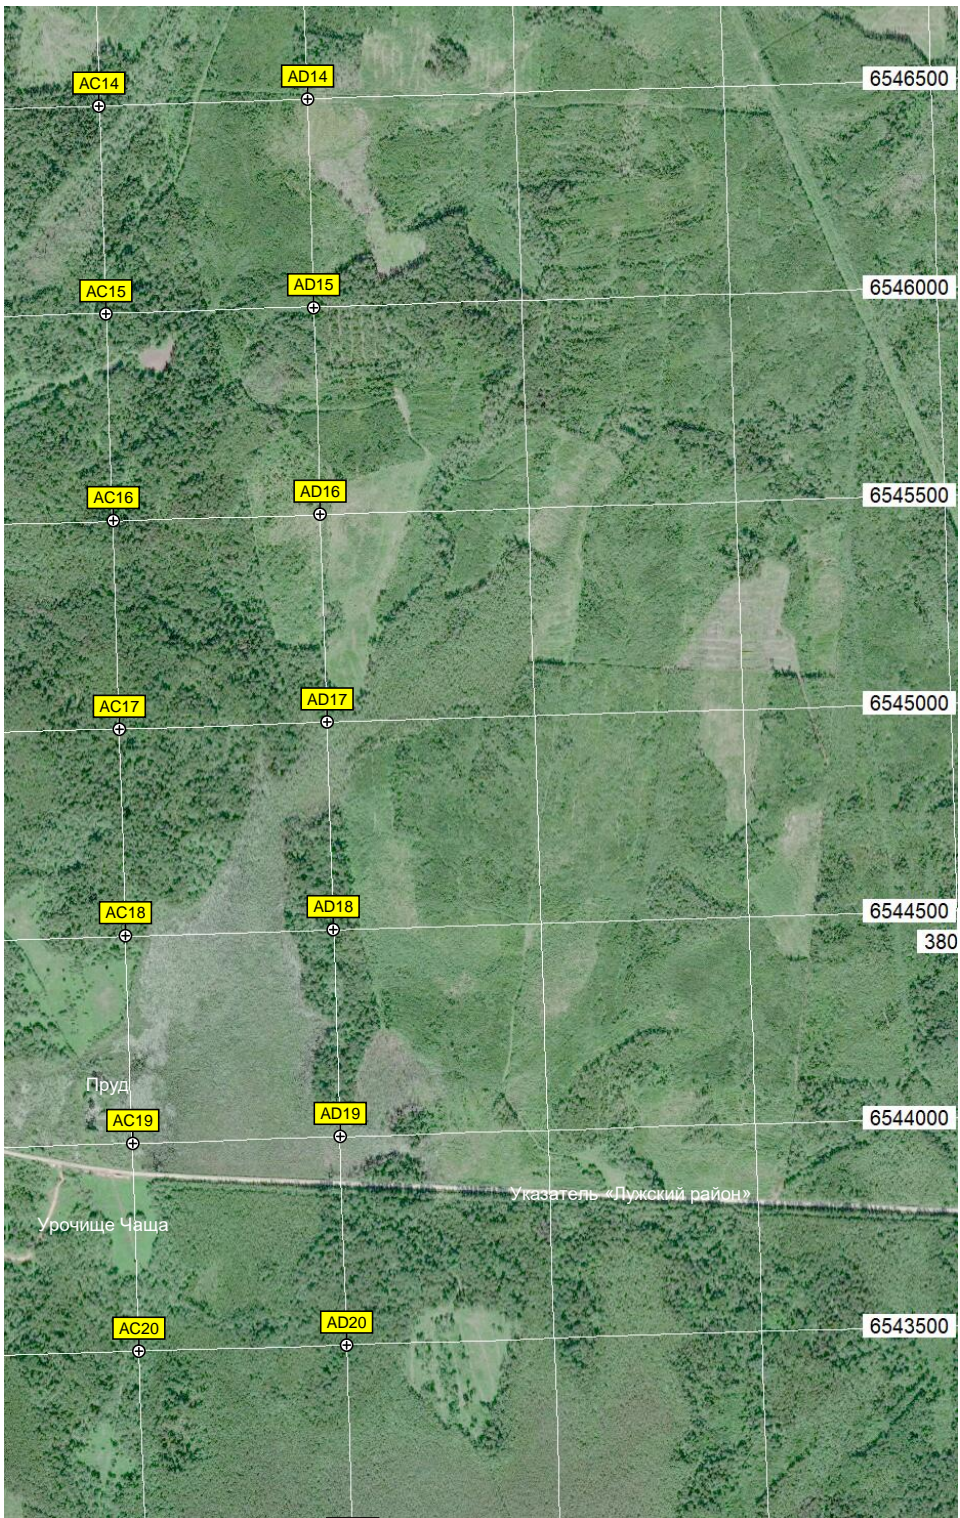 AC14
AD14
6546500
AC15
AD15
6546000
AC16
AD16
6545500
AC17
AD17
6545000
AC18
AD18
6544500
380
Пруд
AC19
AD19
6544000
Указатель «Лужский район»
Урочище Чаща
AC20
AD20
6543500